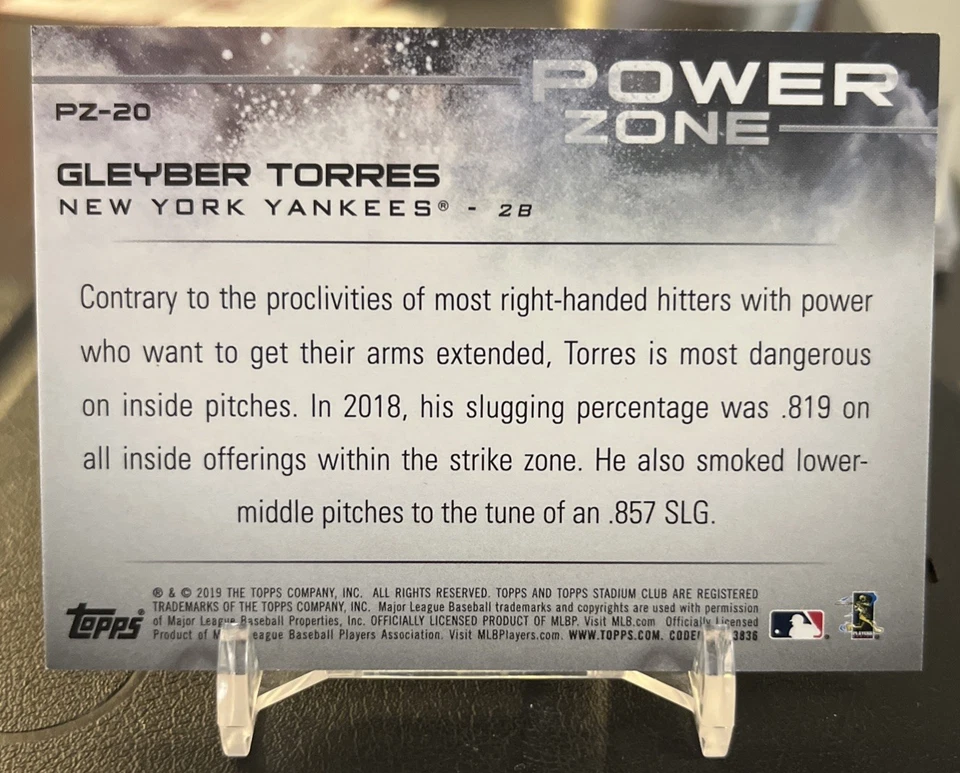 POWER
ZONE
PZ-20
GLEYBER TORRES
NEW YORK YANKEES® - 2B
Contrary to the proclivities of most right-handed hitters with power
who want to get their arms extended, Torres is most dangerous
on inside pitches. In 2018, his slugging percentage was .819 on
all inside offerings within the strike zone. He also smoked lower-
middle pitches to the tune of an .857 SLG.
® & © 2019 THE TOPPS COMPANY, INC. ALL RIGHTS RESERVED. TOPPS AND TOPPS STADIUM CLUB ARE REGISTERED
TRADEMARKS OF THE TOPPS COMPANY, INC. Major League Baseball trademarks and copyrights are used with permission
of Major League Baseball Properties, Inc. OFFICIALLY LICENSED PRODUCT OF MLBP. Visit MLB.com Officially Licensed
Product of League Baseball Players Association. Visit MLBPlayers.com. WWW.TOPPS.COM. 3836
Topps®
PLAYERS